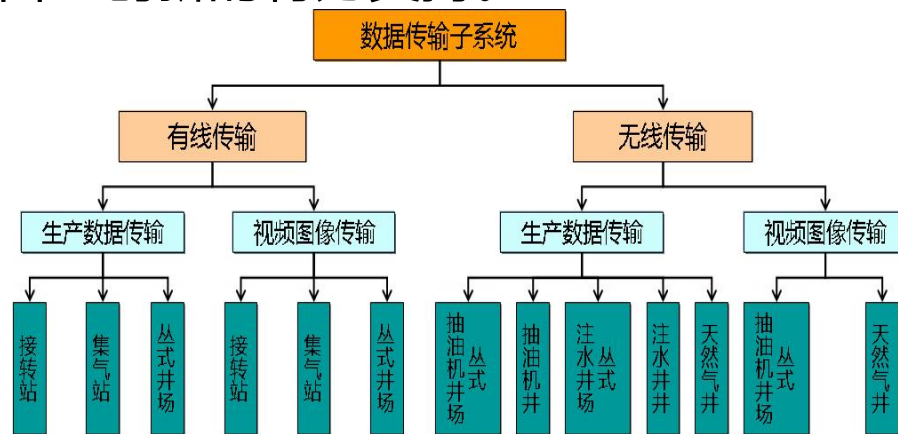 数据传输子系统
有线传输
无线传输
生产数据传输
视频图像传输
生产数据传输
视频图像传输
接转站
集气站
丛式井场
接转站
集气站
丛式井场
丛式
抽油机井场
抽油机井
丛式
注水井场
注水井
天然气井
丛式
抽油机井场
天然气井